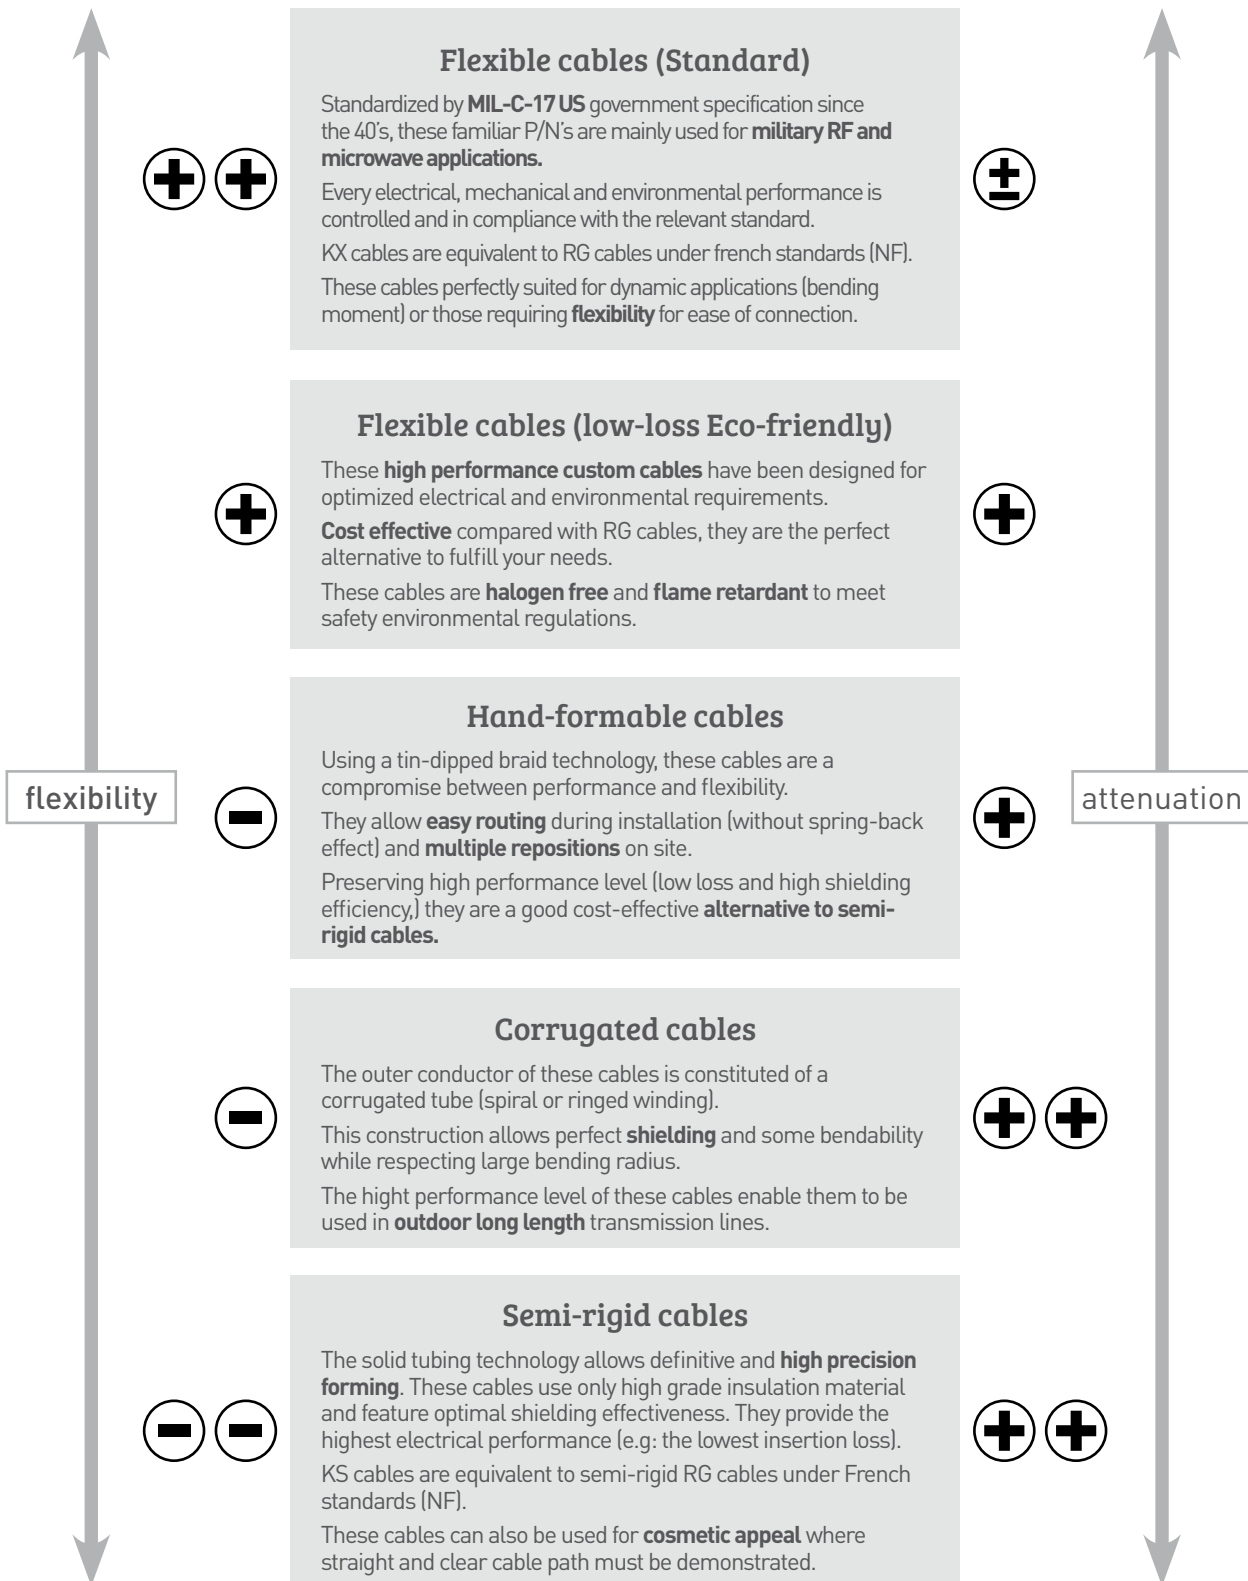 Flexible cables (Standard)
Standardized by MIL-C-17 US government specification since
the 40's, these familiar P/N's are mainly used for military RF and
microwave applications.
Every electrical, mechanical and environmental performance is
controlled and in compliance with the relevant standard.
KX cables are equivalent to RG cables under french standards (NF).
These cables perfectly suited for dynamic applications (bending
moment) or those requiring flexibility for ease of connection.
++
±
Flexible cables (low-loss Eco-friendly)
These high performance custom cables have been designed for
optimized electrical and environmental requirements.
Cost effective compared with RG cables, they are the perfect
alternative to fulfill your needs.
These cables are halogen free and flame retardant to meet
safety environmental regulations.
+
+
Hand-formable cables
Using a tin-dipped braid technology, these cables are a
compromise between performance and flexibility.
They allow easy routing during installation (without spring-back
effect) and multiple repositions on site.
Preserving high performance level (low loss and high shielding
efficiency,) they are a good cost-effective alternative to semi-
rigid cables.
flexibility
-
+
attenuation
Corrugated cables
The outer conductor of these cables is constituted of a
corrugated tube (spiral or ringed winding).
This construction allows perfect shielding and some bendability
while respecting large bending radius.
The hight performance level of these cables enable them to be
used in outdoor long length transmission lines.
-
++
Semi-rigid cables
The solid tubing technology allows definitive and high precision
forming. These cables use only high grade insulation material
and feature optimal shielding effectiveness. They provide the
highest electrical performance (e.g: the lowest insertion loss).
KS cables are equivalent to semi-rigid RG cables under French
standards (NF).
These cables can also be used for cosmetic appeal where
straight and clear cable path must be demonstrated.
--
++